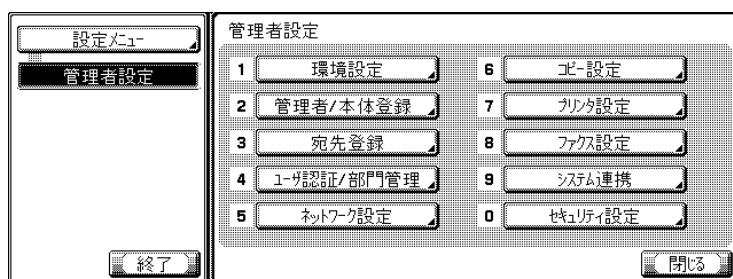 設定ﾒﾆｭｰ
管理者設定
終了
管理者設定
1 環境設定
2 管理者/本体登録
3 宛先登録
4 ﾕｰｻﾞ認証/部門管理
5 ﾈｯﾄﾜｰｸ設定
6 ｺﾋﾟｰ設定
7 ﾌﾟﾘﾝﾀ設定
8 ﾌｧｸｽ設定
9 ｼｽﾃﾑ連携
0 ｾｷｭﾘﾃｨ設定
閉じる